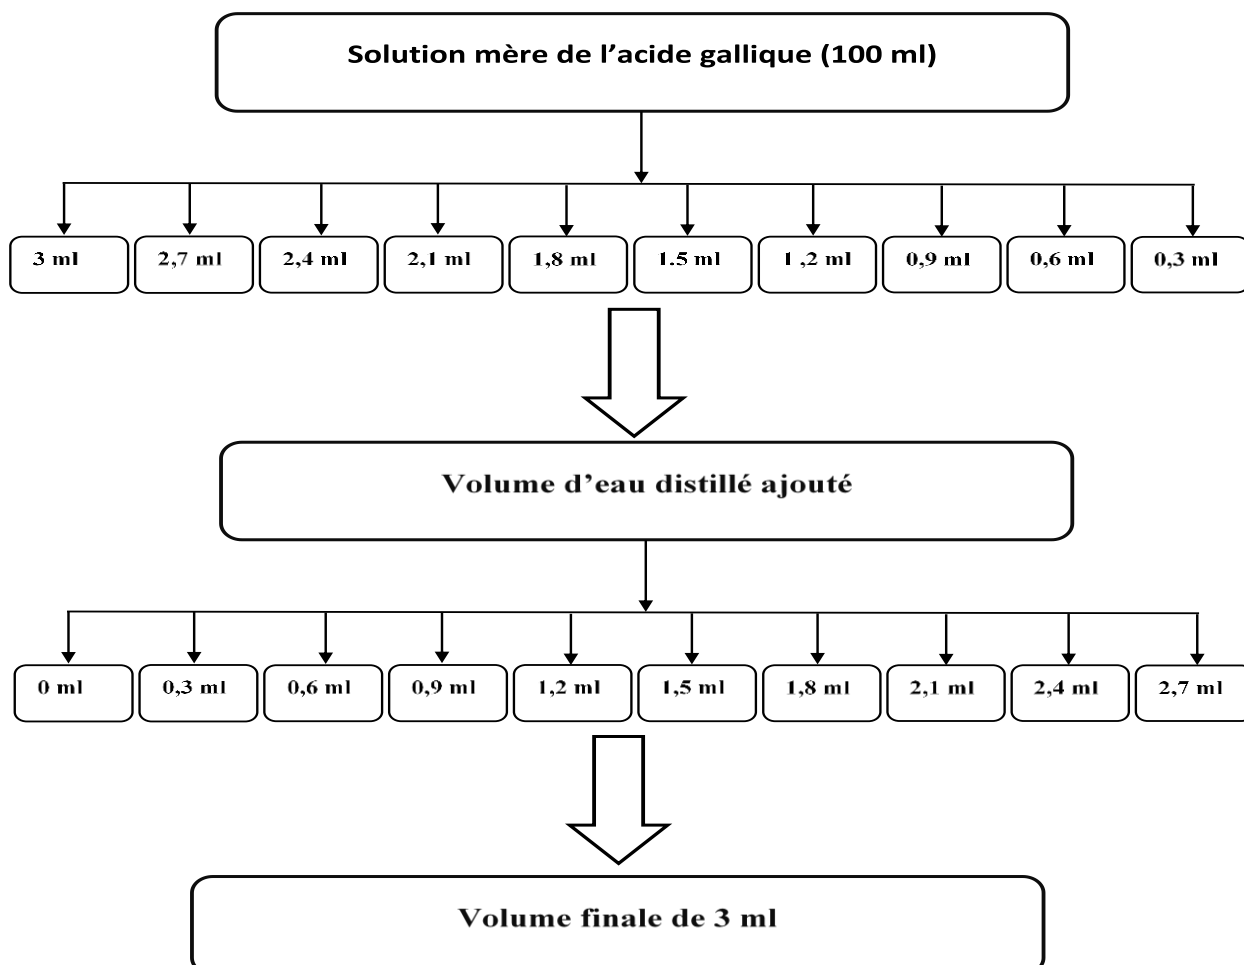 Solution mère de l’acide gallique (100 ml)
3 ml 2,7 ml 2,4 ml 2,1 ml 1,8 ml 1.5 ml 1 ,2 ml 0,9 ml 0,6 ml 0,3 ml
Volume d’eau distillé ajouté
0 ml 0,3 ml 0,6 ml 0,9 ml 1,2 ml 1,5 ml 1,8 ml 2,1 ml 2,4 ml 2,7 ml
Volume finale de 3 ml